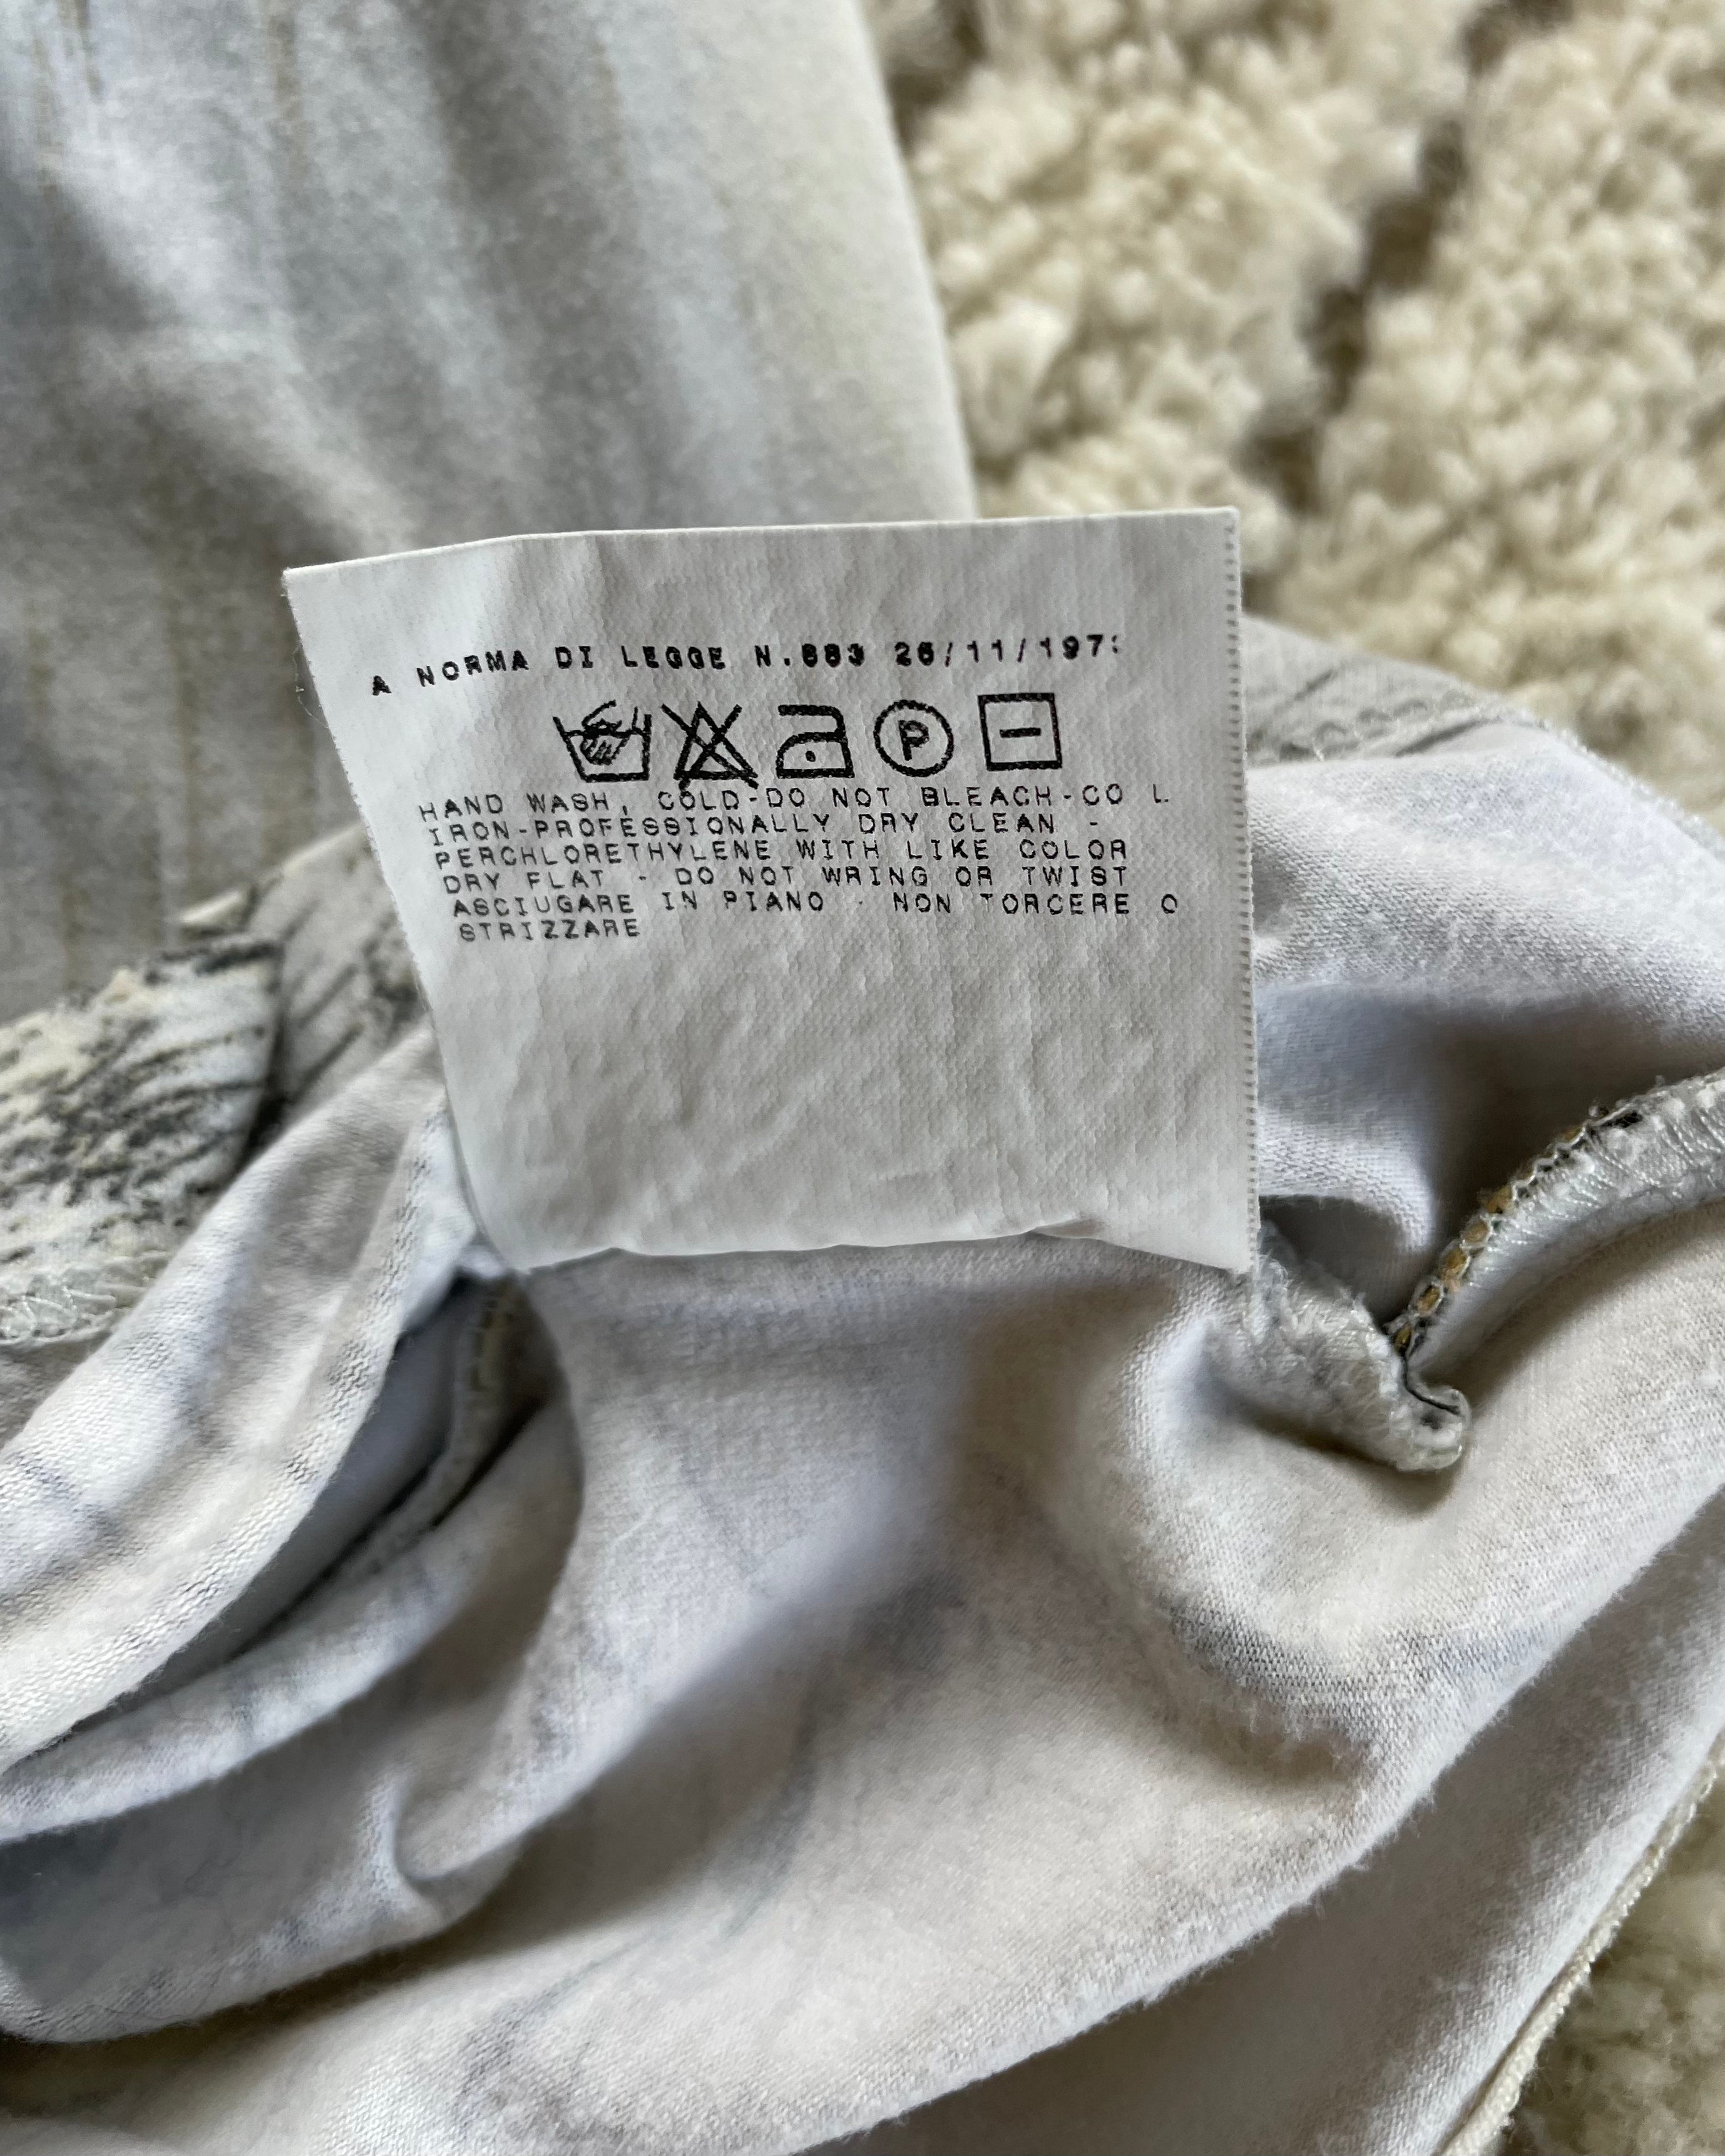 A NORMA DI LEGGE N.883 26/11/197
P
HAND WASH, COLD-DO NOT BLEACH-CO L
IRON-PROFESSIONALLY DRY CLEAN -
PERCHLORETHYLENE WITH LIKE COLOR
DRY FLAT - DO NOT WRING OR TWIST
ASCIUGARE IN PIANO - NON TORCERE O
STRIZZARE